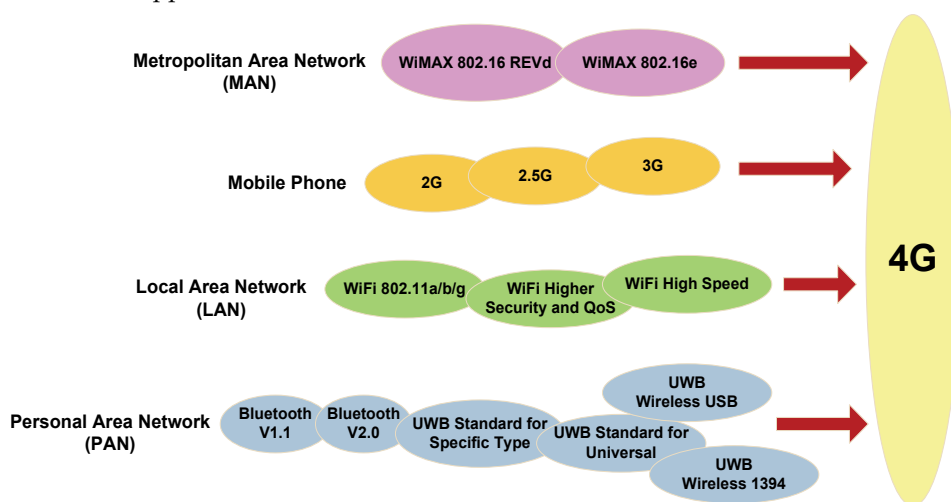 Metropolitan Area Network
(MAN)
WiMAX 802.16 REVd
WiMAX 802.16e
Mobile Phone
2G
2.5G
3G
4G
Local Area Network
(LAN)
WiFi 802.11a/b/g
WiFi Higher
Security and QoS
WiFi High Speed
Personal Area Network
(PAN)
Bluetooth
V1.1
Bluetooth
V2.0
UWB Standard for
Specific Type
UWB Standard for
Universal
UWB
Wireless USB
UWB
Wireless 1394